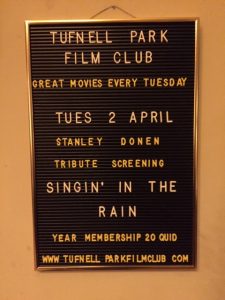 TUFNELL PARK
FILM CLUB
GREAT MOVIES EVERY TUESDAY
TUES 2 APRIL
STANLEY DONEN
TRIBUTE SCREENING
SINGIN' IN THE
RAIN
YEAR MEMBERSHIP 20 QUID
WWW TUFNELL PARKFILMCLUB COM